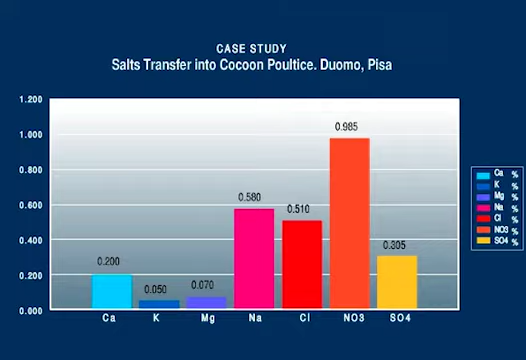 CASE STUDY
Salts Transfer into Cocoon Poultice. Duomo, Pisa
1.200
1.000
0.800
0.600
0.400
0.200
0.000
0.200
0.050
0.070
0.580
0.510
0.985
0.305
Ca K Mg Na Cl NO3 SO4
Ca %
K %
Mg %
Na %
Cl %
NO3 %
SO4 %